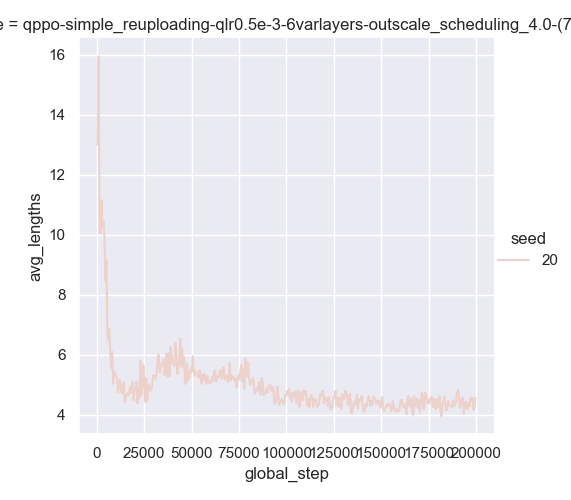 e = qppo-simple_reuploading-qlr0.5e-3-6varlayers-outscale_scheduling_4.0-(7
16
14
12
10
8
6
4
avg_lengths
0 25000 50000 75000 100000 125000 150000 175000 200000
global_step
seed
20